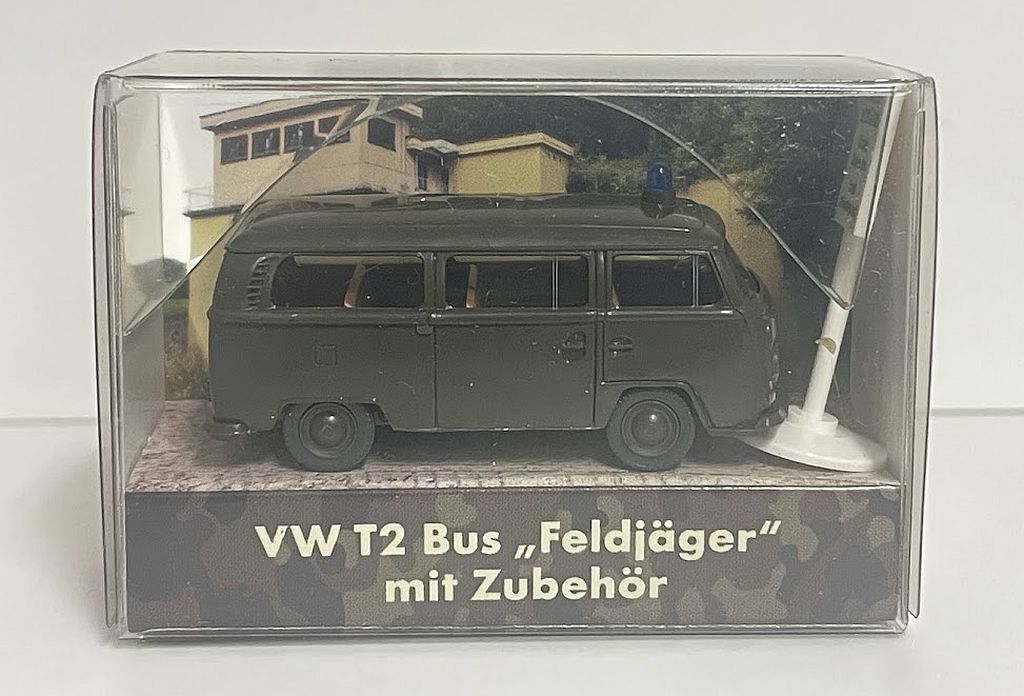 VW T2 Bus „Feldjäger“
mit Zubehör